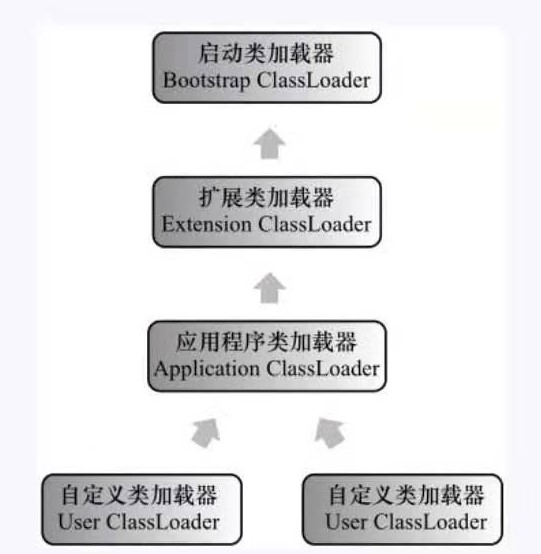 启动类加载器
Bootstrap ClassLoader
扩展类加载器
Extension ClassLoader
应用程序类加载器
Application ClassLoader
自定义类加载器
User ClassLoader
自定义类加载器
User ClassLoader